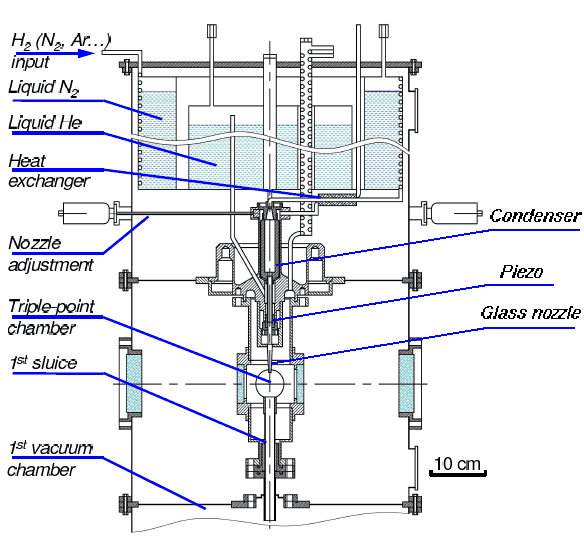 H2 (N2, Ar...)
input
Liquid N2
Liquid He
Heat
exchanger
Nozzle
adjustment
Triple-point
chamber
1st sluice
1st vacuum
chamber
Condenser
Piezo
Glass nozzle
10 cm